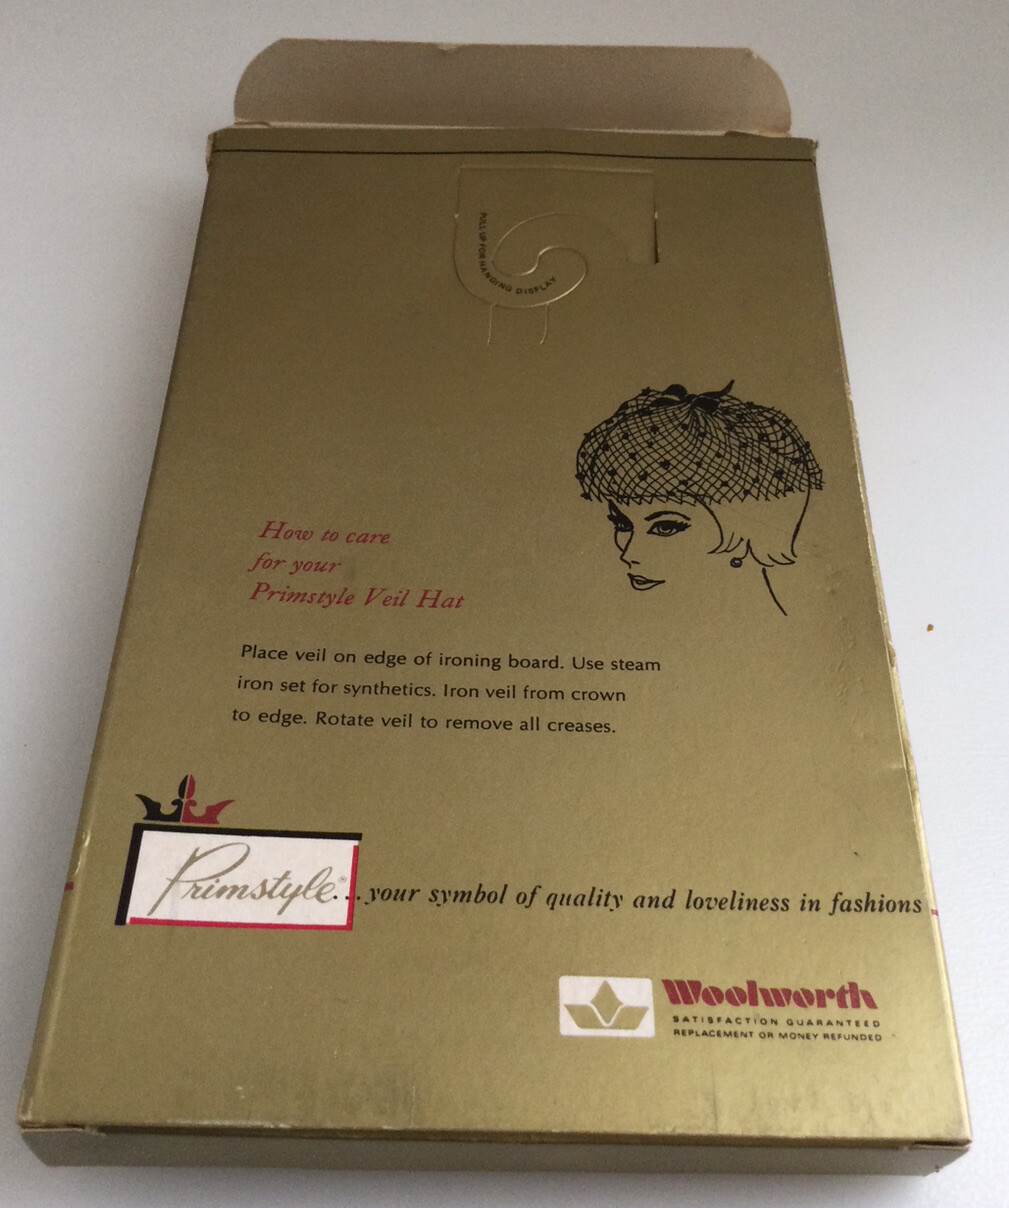 PULL UP FOR HANGING DISPLAY
How to care
for your
Primstyle Veil Hat
Place veil on edge of ironing board. Use steam
iron set for synthetics. Iron veil from crown
to edge. Rotate veil to remove all creases.
Primstyle® ...your symbol of quality and loveliness in fashions
Woolworth
SATISFACTION GUARANTEED
REPLACEMENT OR MONEY REFUNDED